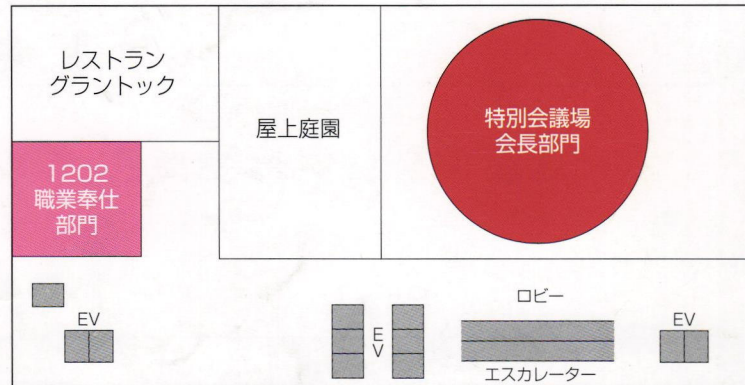 レストラン
グラントック
屋上庭園
特別会議場
会長部門
1202
職業奉仕
部門
EV
EV
ロビー
エスカレーター
EV